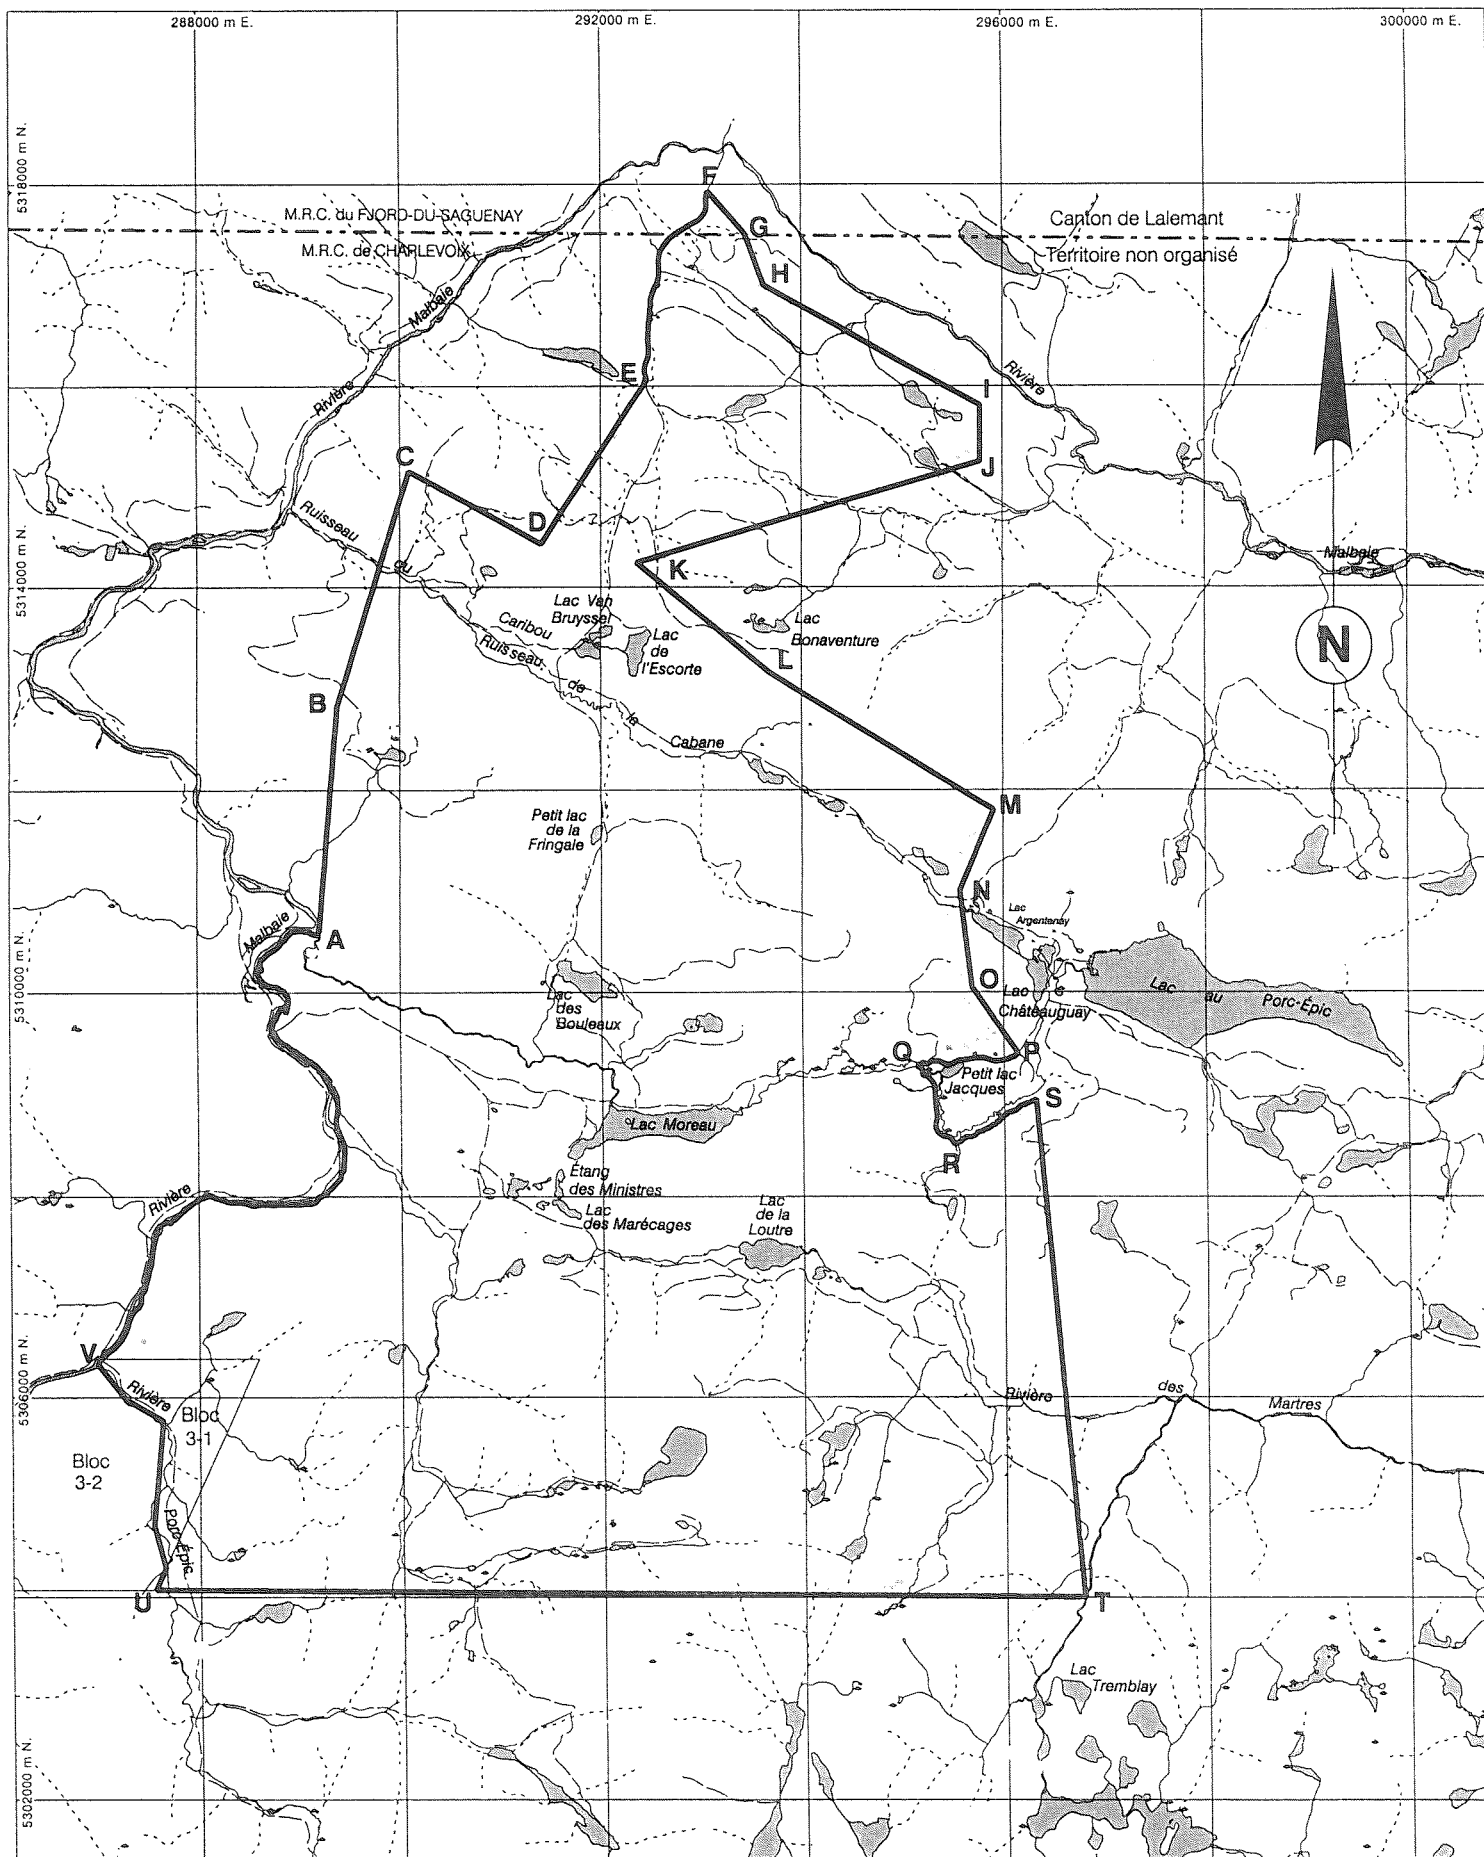 288000 m E.
292000 m E.
296000 m E.
300000 m E.
5318000 m N.
F
M.R.C. du FJORD-DU-SAGUENAY
Canton de Lalemant
G
M.R.C. de CHARLEVOIX
Territoire non organisé
H
Malbaie
E
Rivière
I
Rivière
C
J
Ruisseau
D
5314000 m N.
Malbaie
au
K
Lac Van
Bruyssel
Caribou
Lac
Bonaventure
Lac
de
l'Escorte
N
Ruisseau
L
de
la
B
Cabane
M
Petit lac
de la
Fringale
N
Lac
Argentenay
Malbaie
A
5310000 m N.
O
Lac
au
Porc-Épic
Lac
des
Bouleaux
Lac
Châteauguay
Q
P
Petit lac
Jacques
S
Lac Moreau
R
Étang
des Ministres
Rivière
Lac
des Marécages
Lac
de la
Loutre
V
5306000 m N.
Rivière
Rivière
des
Martres
Bloc
3-1
Bloc
3-2
Porc-Épic
U
T
Lac
Tremblay
5302000 m N.